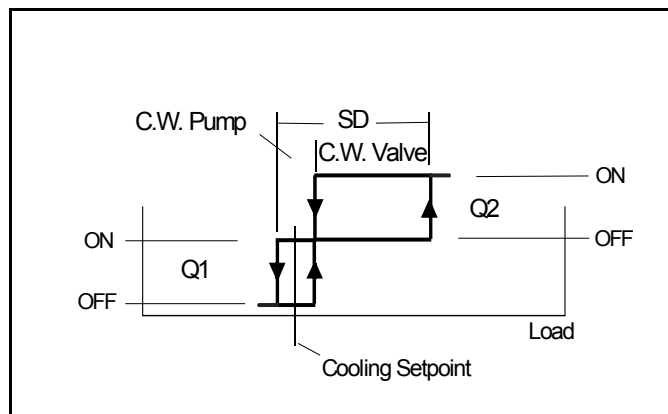 C.W. Pump
SD
C.W. Valve
ON
Q2
ON
OFF
Q1
OFF
Load
Cooling Setpoint